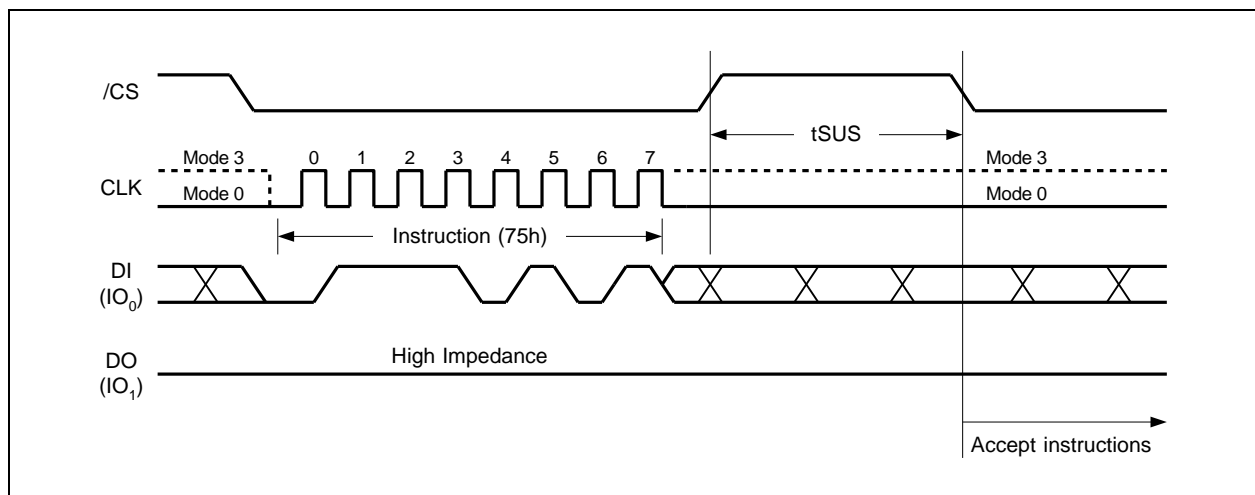 /CS
tSUS
Mode 3 0 1 2 3 4 5 6 7 Mode 3
CLK
Mode 0 Mode 0
Instruction (75h)
DI
(IO0)
High Impedance
DO
(IO1)
Accept instructions